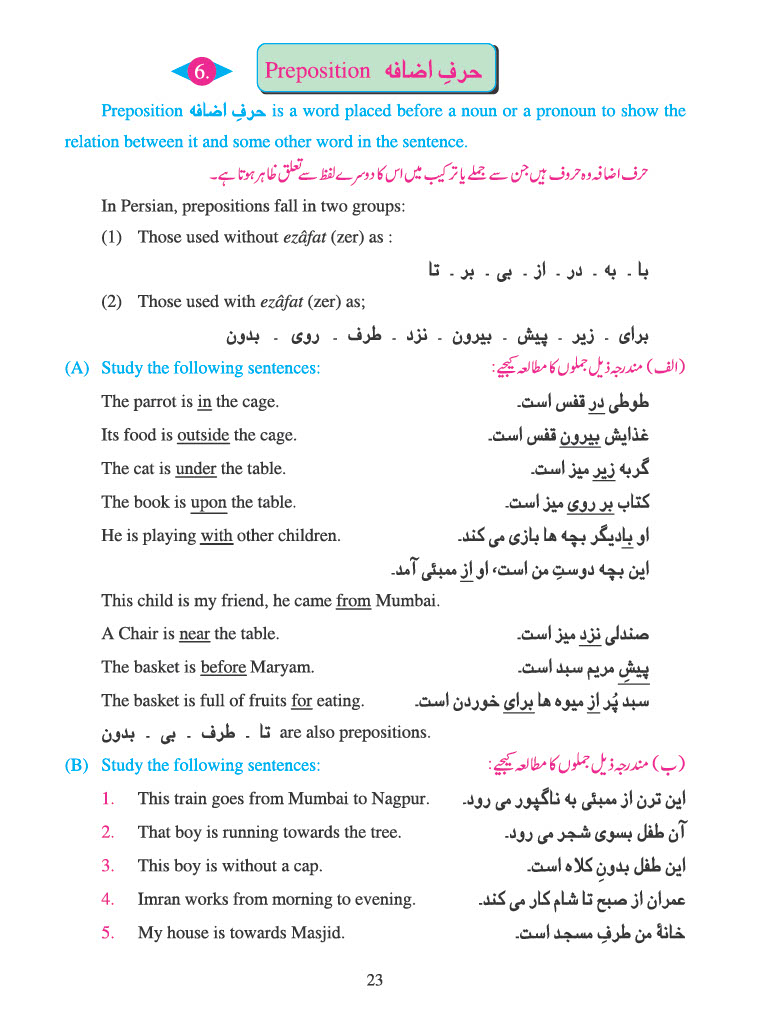 6. Preposition حرفِ اضافه
Preposition حرفِ اضافه is a word placed before a noun or a pronoun to show the
relation between it and some other word in the sentence.
حرف اضافہ وہ حروف ہیں جن سے جملے یا ترکیب میں اس کا دوسرے لفظ سے تعلق ظاہر ہوتا ہے۔
In Persian, prepositions fall in two groups:
(1) Those used without ezâfat (zer) as :
با ۔ به ۔ در ۔ از ۔ بی ۔ بر ۔ تا
(2) Those used with ezâfat (zer) as;
برای ۔ زیر ۔ پیش ۔ بیرون ۔ نزد ۔ طرف ۔ روی ۔ بدون
(A) Study the following sentences: (الف) مندرجہ ذیل جملوں کا مطالعہ کیجیے:
The parrot is in the cage. طوطی در قفس است۔
Its food is outside the cage. غذایش بیرون قفس است۔
The cat is under the table. گربه زیر میز است۔
The book is upon the table. کتاب بر روی میز است۔
He is playing with other children. او بادیگر بچه ها بازی می کند۔
این بچه دوستِ من است، او از ممبئی آمد۔
This child is my friend, he came from Mumbai.
A Chair is near the table. صندلی نزد میز است۔
The basket is before Maryam. پیشِ مریم سبد است۔
The basket is full of fruits for eating. سبد پُر از میوه ها برای خوردن است۔
تا ۔ طرف ۔ بی ۔ بدون are also prepositions.
(B) Study the following sentences: (ب) مندرجہ ذیل جملوں کا مطالعہ کیجیے:
1. This train goes from Mumbai to Nagpur. این ترن از ممبئی به ناگپور می رود۔
2. That boy is running towards the tree. آن طفل بسوی شجر می رود۔
3. This boy is without a cap. این طفل بدونِ کلاه است۔
4. Imran works from morning to evening. عمران از صبح تا شام کار می کند۔
5. My house is towards Masjid. خانۀ من طرفِ مسجد است۔
23